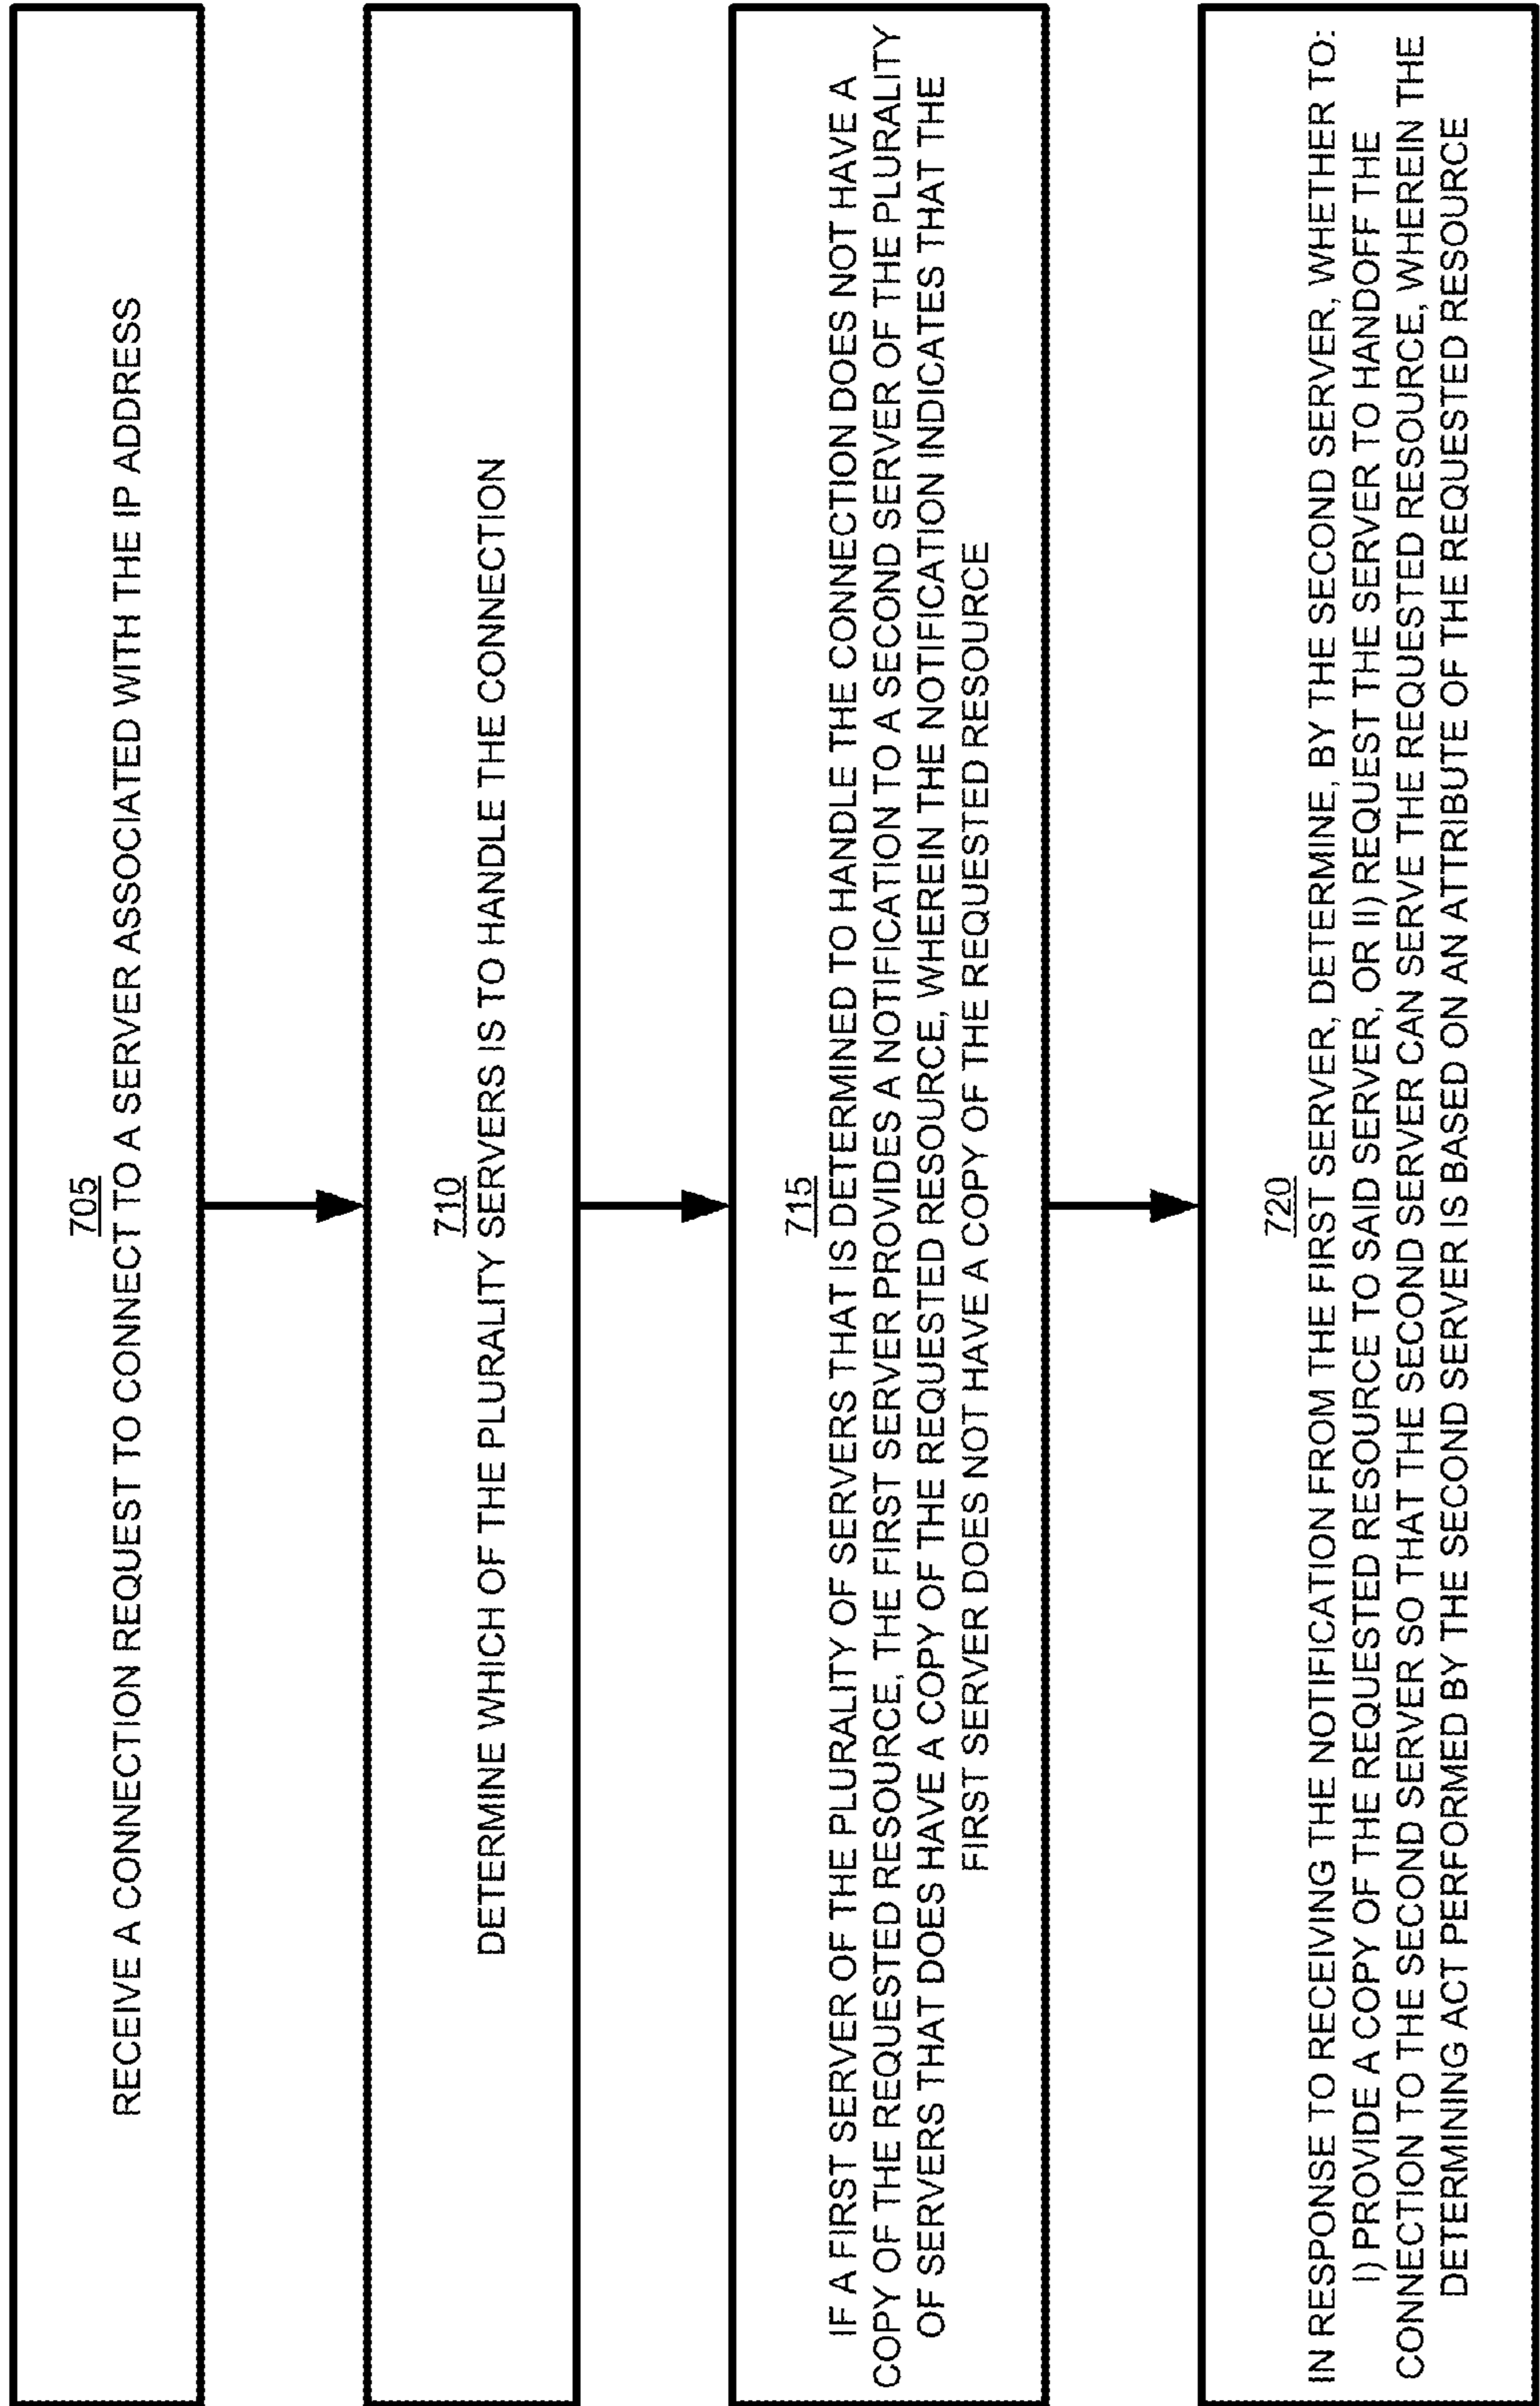 705
RECEIVE A CONNECTION REQUEST TO CONNECT TO A SERVER ASSOCIATED WITH THE IP ADDRESS
710
DETERMINE WHICH OF THE PLURALITY SERVERS IS TO HANDLE THE CONNECTION
715
IF A FIRST SERVER OF THE PLURALITY OF SERVERS THAT IS DETERMINED TO HANDLE THE CONNECTION DOES NOT HAVE A
COPY OF THE REQUESTED RESOURCE, THE FIRST SERVER PROVIDES A NOTIFICATION TO A SECOND SERVER OF THE PLURALITY
OF SERVERS THAT DOES HAVE A COPY OF THE REQUESTED RESOURCE, WHEREIN THE NOTIFICATION INDICATES THAT THE
FIRST SERVER DOES NOT HAVE A COPY OF THE REQUESTED RESOURCE
720
IN RESPONSE TO RECEIVING THE NOTIFICATION FROM THE FIRST SERVER, DETERMINE, BY THE SECOND SERVER, WHETHER TO:
I) PROVIDE A COPY OF THE REQUESTED RESOURCE TO SAID SERVER, OR II) REQUEST THE SERVER TO HANDOFF THE
CONNECTION TO THE SECOND SERVER SO THAT THE SECOND SERVER CAN SERVE THE REQUESTED RESOURCE, WHEREIN THE
DETERMINING ACT PERFORMED BY THE SECOND SERVER IS BASED ON AN ATTRIBUTE OF THE REQUESTED RESOURCE